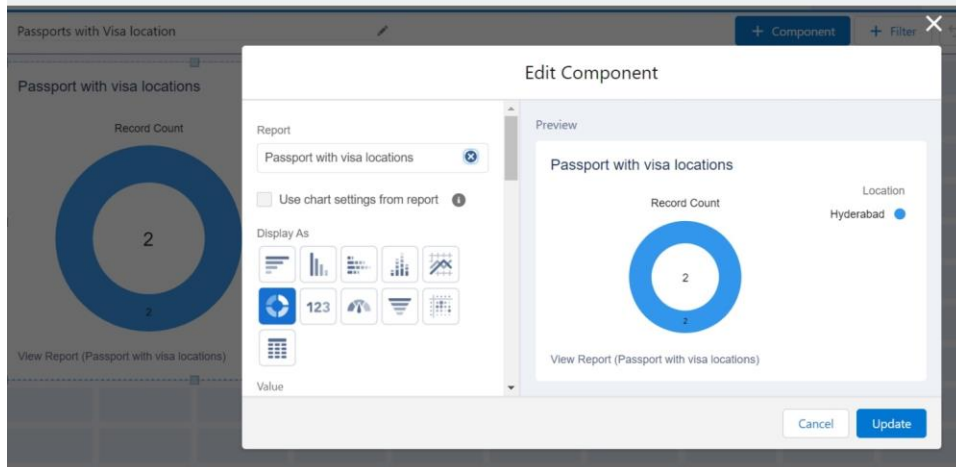 Passports with Visa location
+ Component
+ Filter
Passport with visa locations
Record Count
2
2
View Report (Passport with visa locations)
Edit Component
Report
Passport with visa locations
Use chart settings from report
Display As
123
Value
Preview
Passport with visa locations
Record Count
Location
Hyderabad
2
2
View Report (Passport with visa locations)
Cancel
Update